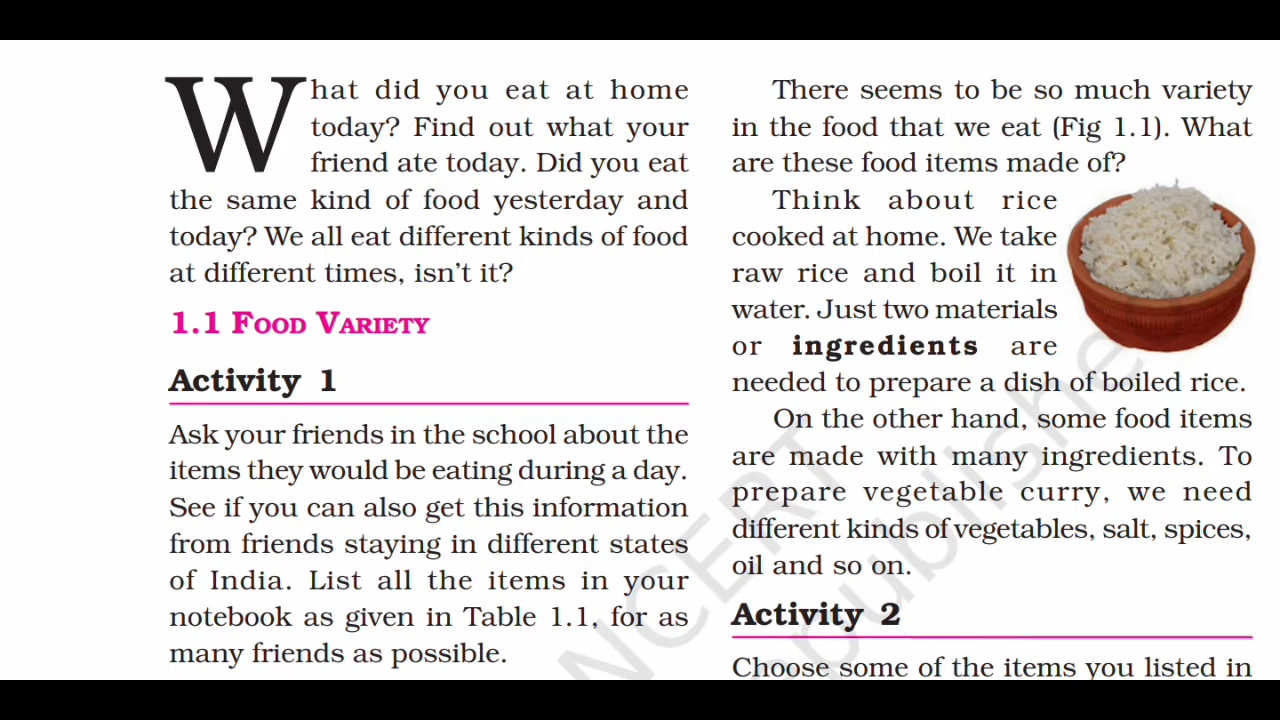 What did you eat at home
today? Find out what your
friend ate today. Did you eat
the same kind of food yesterday and
today? We all eat different kinds of food
at different times, isn't it?
1.1 FOOD VARIETY
Activity 1
Ask your friends in the school about the
items they would be eating during a day.
See if you can also get this information
from friends staying in different states
of India. List all the items in your
notebook as given in Table 1.1, for as
many friends as possible.
There seems to be so much variety
in the food that we eat (Fig 1.1). What
are these food items made of?
Think about rice
cooked at home. We take
raw rice and boil it in
water. Just two materials
or ingredients are
needed to prepare a dish of boiled rice.
On the other hand, some food items
are made with many ingredients. To
prepare vegetable curry, we need
different kinds of vegetables, salt, spices,
oil and so on.
Activity 2
Choose some of the items you listed in
NCERT